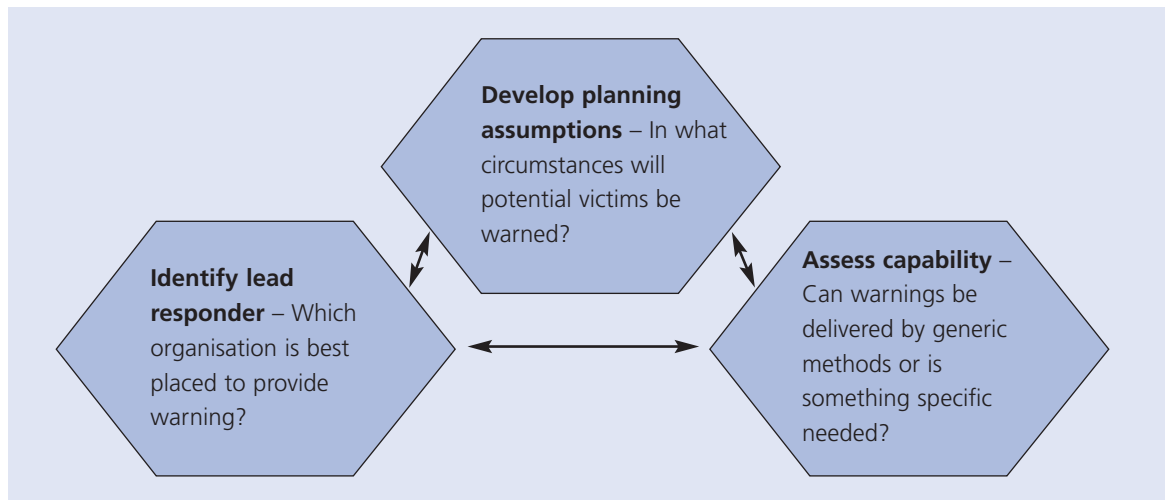 Develop planning
assumptions – In what
circumstances will
potential victims be
warned?
Identify lead
responder – Which
organisation is best
placed to provide
warning?
Assess capability –
Can warnings be
delivered by generic
methods or is
something specific
needed?